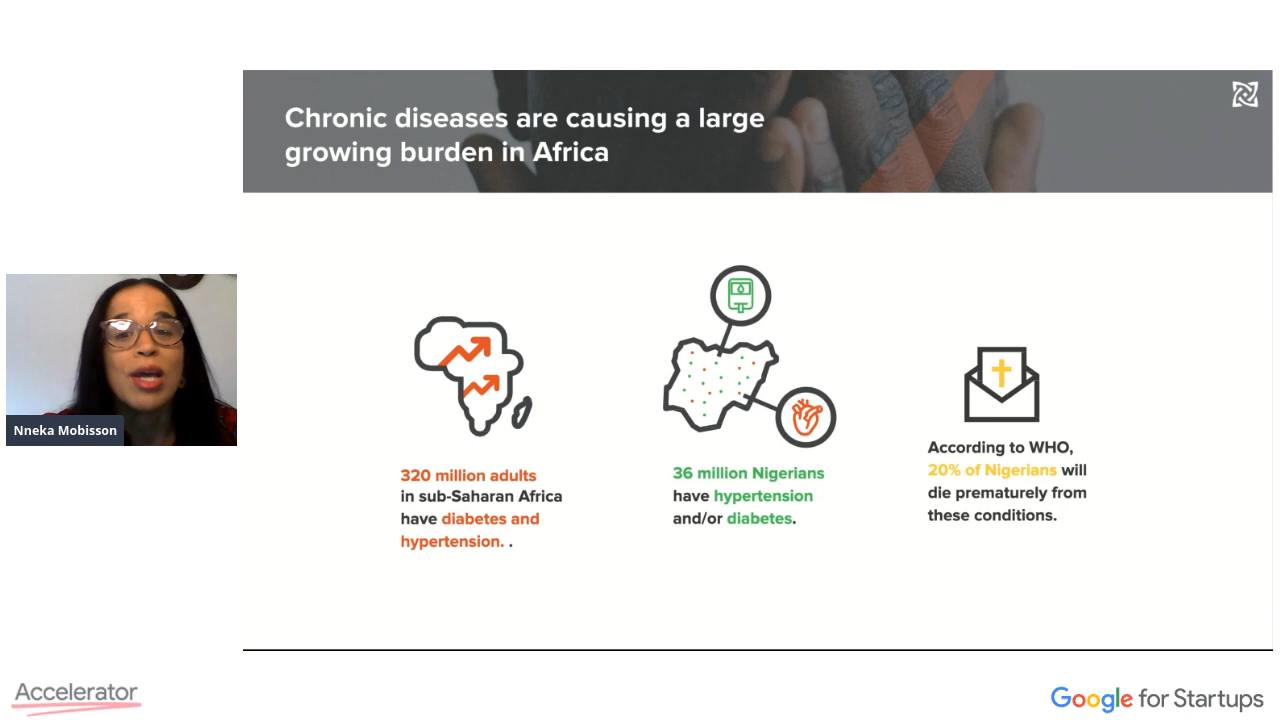 Chronic diseases are causing a large
growing burden in Africa
Nneka Mobisson
320 million adults
in sub-Saharan Africa
have diabetes and
hypertension. .
36 million Nigerians
have hypertension
and/or diabetes.
According to WHO,
20% of Nigerians will
die prematurely from
these conditions.
Accelerator
Google for Startups